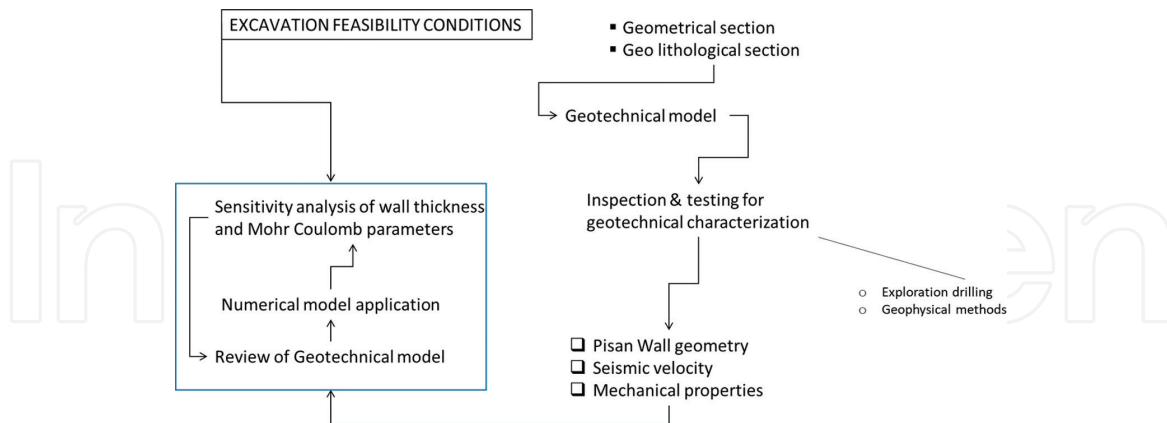 EXCAVATION FEASIBILITY CONDITIONS
▪ Geometrical section
▪ Geo lithological section
Geotechnical model
Inspection & testing for
geotechnical characterization
○ Exploration drilling
○ Geophysical methods
❑ Pisan Wall geometry
❑ Seismic velocity
❑ Mechanical properties
Sensitivity analysis of wall thickness
and Mohr Coulomb parameters
Numerical model application
Review of Geotechnical model